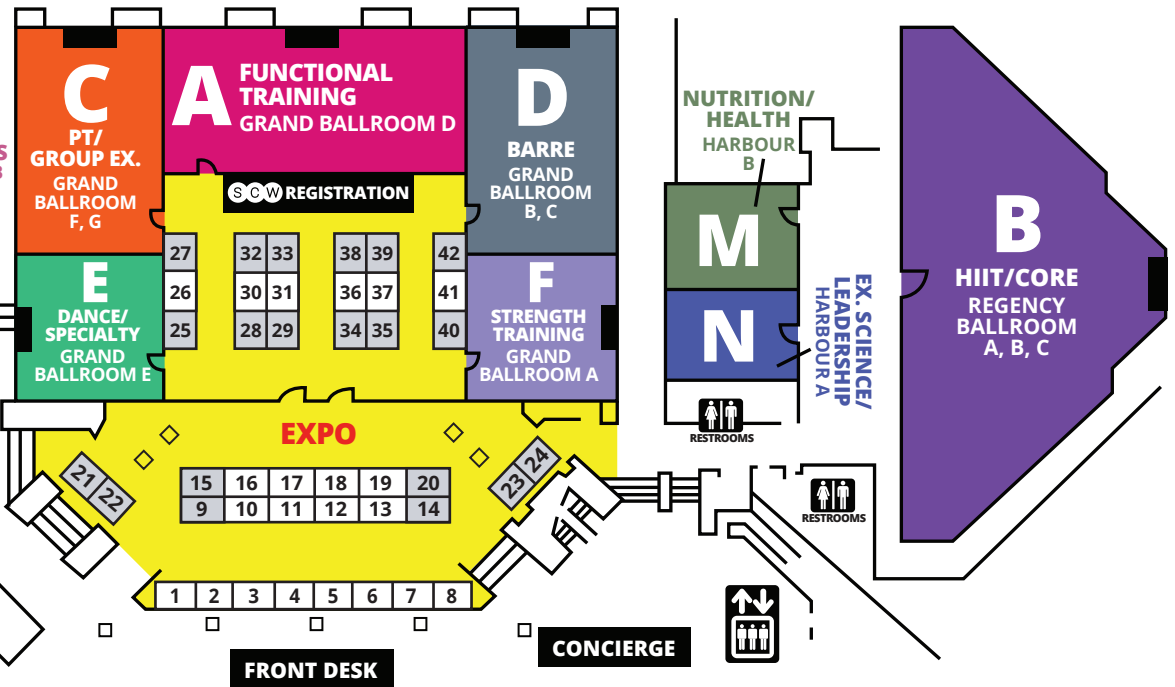 C
PT/
GROUP EX.
GRAND
BALLROOM
F, G
A
FUNCTIONAL
TRAINING
GRAND BALLROOM D
D
BARRE
GRAND
BALLROOM
B, C
SCW REGISTRATION
E
DANCE/
SPECIALTY
GRAND
BALLROOM E
F
STRENGTH
TRAINING
GRAND
BALLROOM A
27 32 33 38 39 42
26 30 31 36 37 41
25 28 29 34 35 40
EXPO
21 22
15 16 17 18 19 20
9 10 11 12 13 14
23 24
1 2 3 4 5 6 7 8
FRONT DESK
CONCIERGE
NUTRITION/
HEALTH
HARBOUR
B
M
N
EX. SCIENCE/
LEADERSHIP
HARBOUR A
RESTROOMS
RESTROOMS
B
HIIT/CORE
REGENCY
BALLROOM
A, B, C